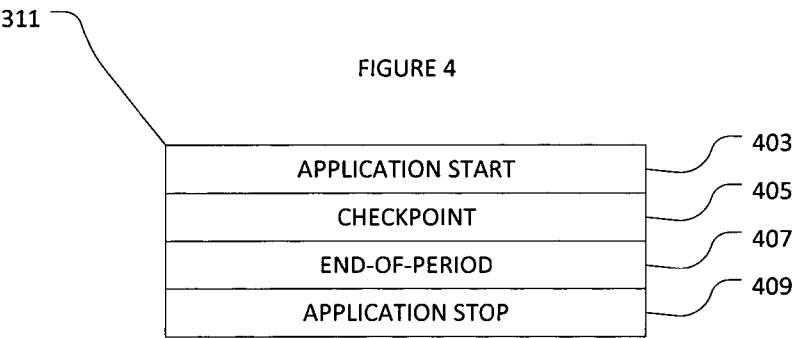 311
FIGURE 4
APPLICATION START 403
CHECKPOINT 405
END-OF-PERIOD 407
APPLICATION STOP 409